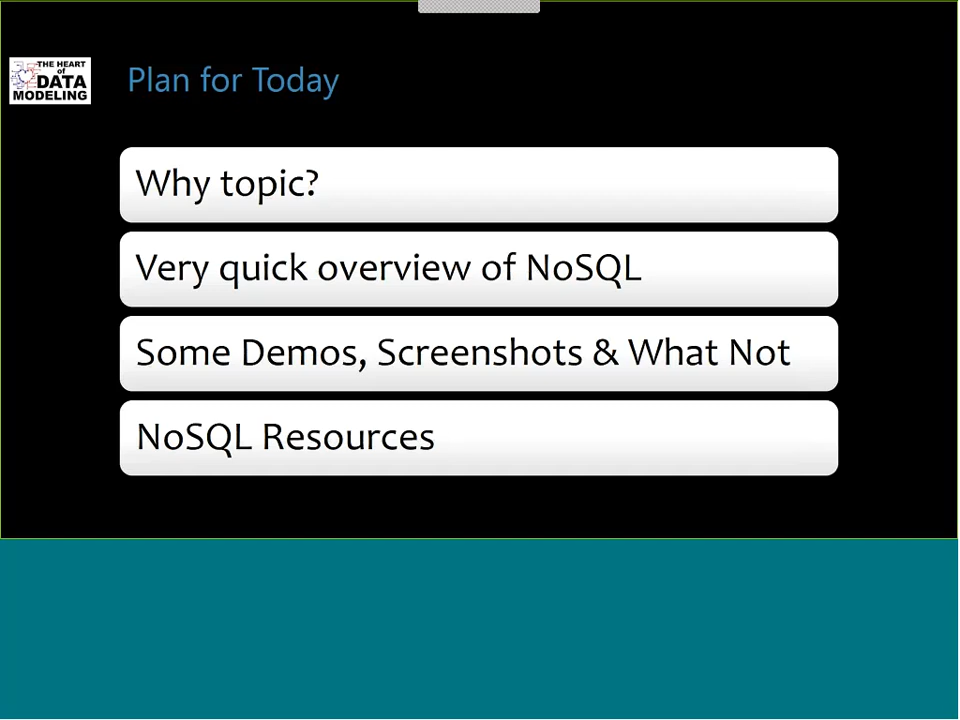 THE HEART
of
DATA
MODELING
Plan for Today
Why topic?
Very quick overview of NoSQL
Some Demos, Screenshots & What Not
NoSQL Resources